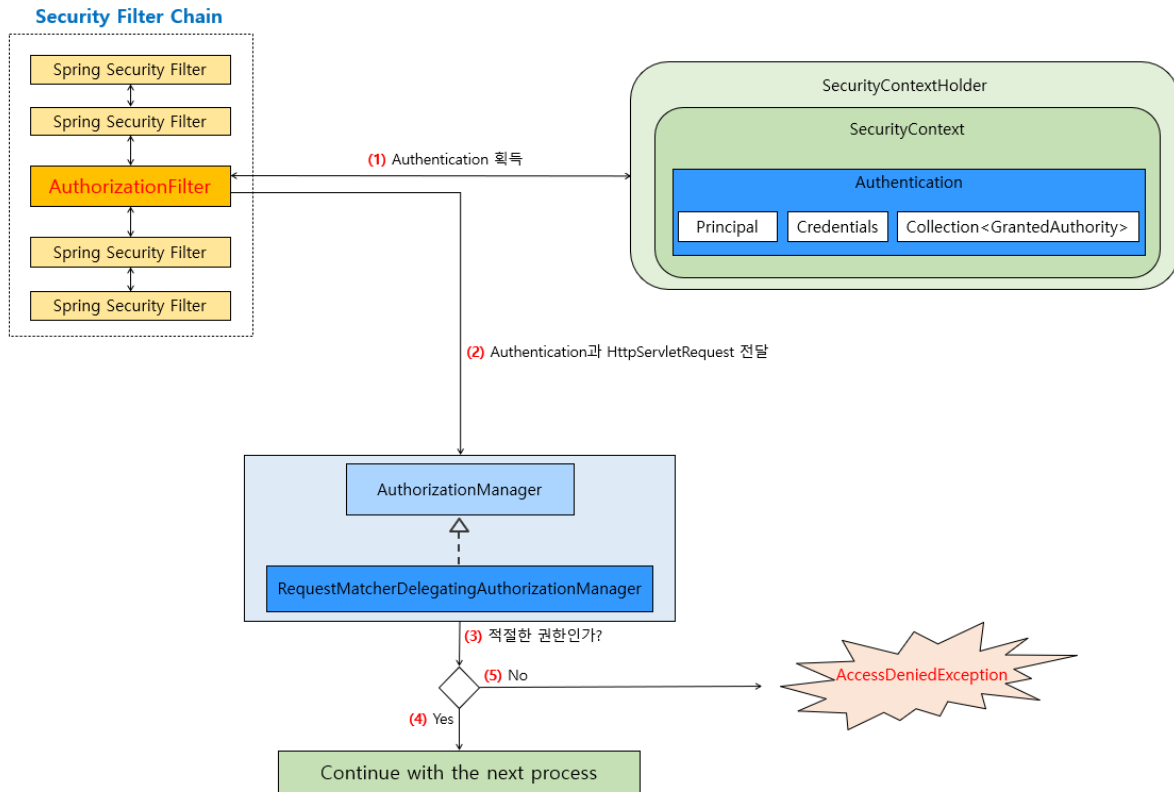 Security Filter Chain
Spring Security Filter
Spring Security Filter
AuthorizationFilter
Spring Security Filter
Spring Security Filter
(1) Authentication 획득
SecurityContextHolder
SecurityContext
Authentication
Principal
Credentials
Collection<GrantedAuthority>
(2) Authentication과 HttpServletRequest 전달
AuthorizationManager
RequestMatcherDelegatingAuthorizationManager
(3) 적절한 권한인가?
(5) No
AccessDeniedException
(4) Yes
Continue with the next process